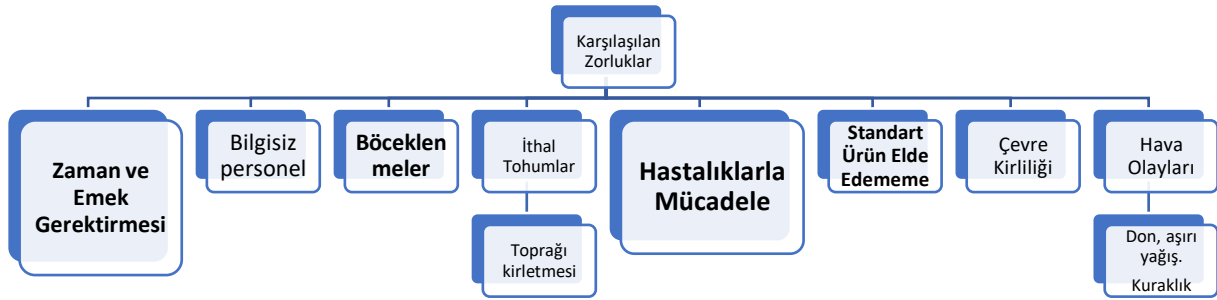 Karşılaşılan
Zorluklar
Zaman ve
Emek
Gerektirmesi
Bilgisiz
personel
Böceklen
meler
İthal
Tohumlar
Toprağı
kirletmesi
Hastalıklarla
Mücadele
Standart
Ürün Elde
Edememe
Çevre
Kirliliği
Hava
Olayları
Don, aşırı
yağış.
Kuraklık